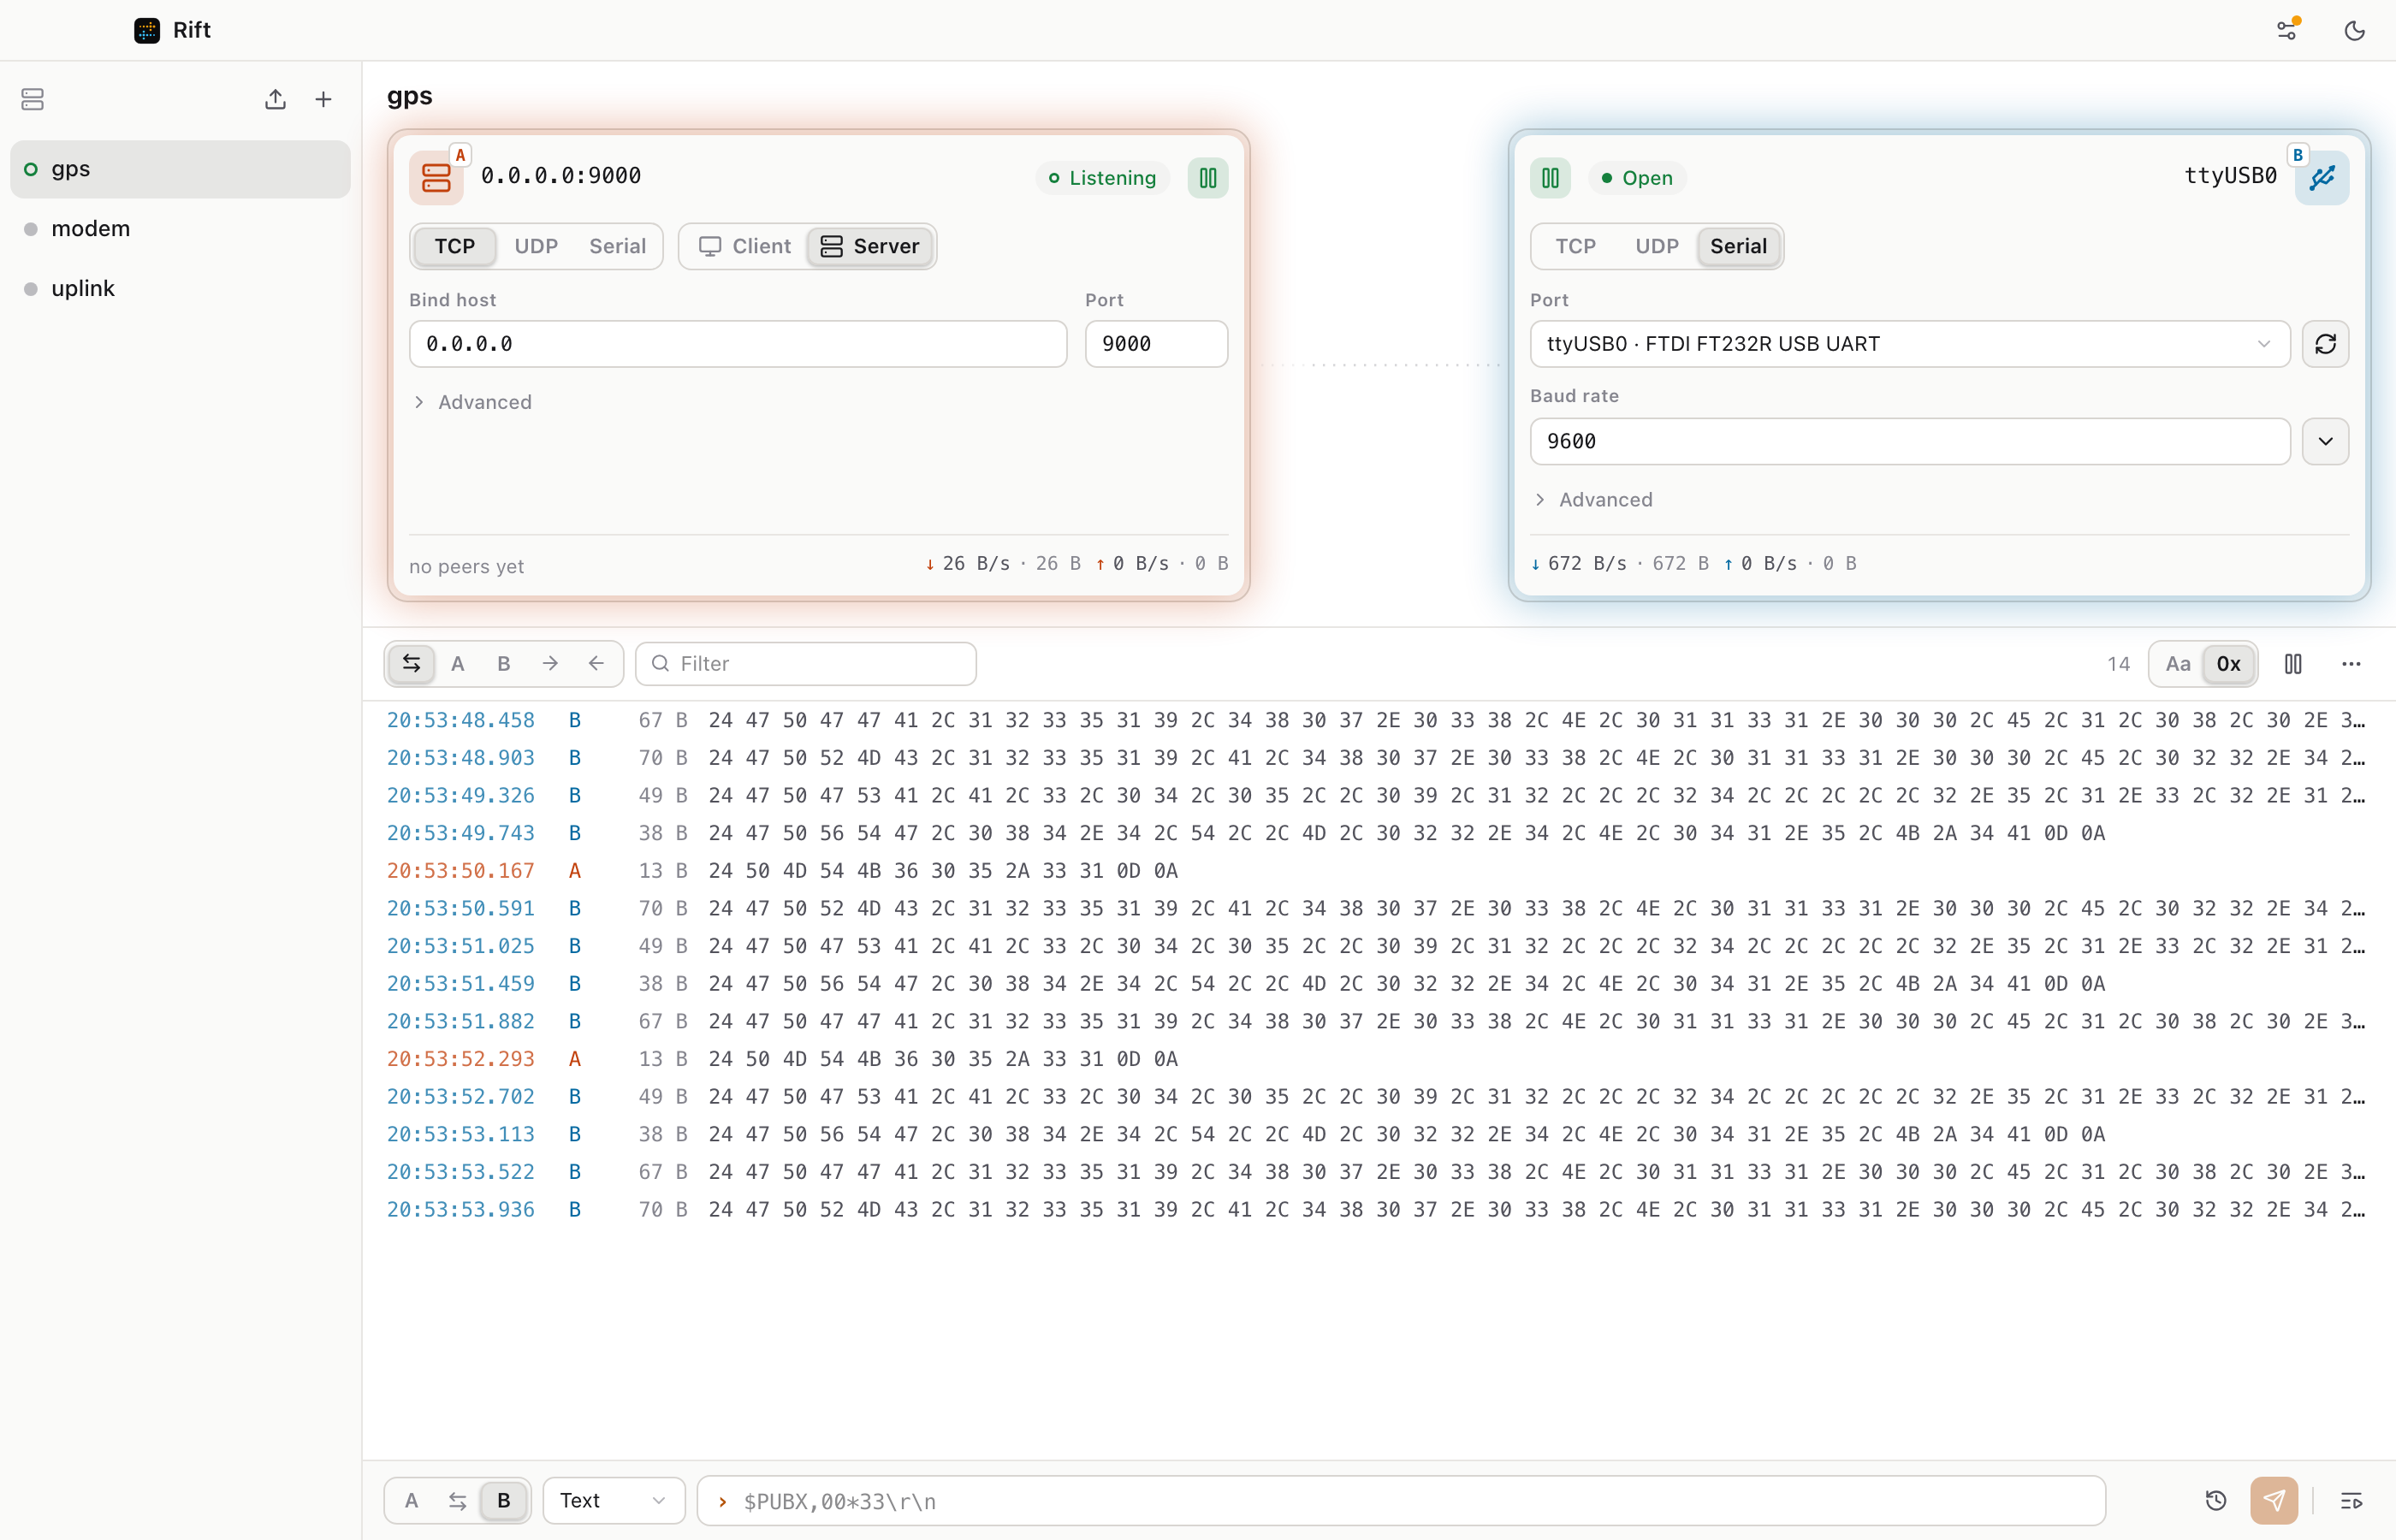 Rift
gps
modem
uplink
gps
A
0.0.0.0:9000
Listening
TCP UDP Serial Client Server
Bind host Port
0.0.0.0 9000
Advanced
no peers yet ↓ 26 B/s · 26 B ↑ 0 B/s · 0 B
Open ttyUSB0 B
TCP UDP Serial
Port
ttyUSB0 · FTDI FT232R USB UART
Baud rate
9600
Advanced
↓ 672 B/s · 672 B ↑ 0 B/s · 0 B
A B → ← Filter 14 Aa 0x ···
20:53:48.458 B 67 B 24 47 50 47 47 41 2C 31 32 33 35 31 39 2C 34 38 30 37 2E 30 33 38 2C 4E 2C 30 31 31 33 31 2E 30 30 30 2C 45 2C 31 2C 30 38 2C 30 2E 3…
20:53:48.903 B 70 B 24 47 50 52 4D 43 2C 31 32 33 35 31 39 2C 41 2C 34 38 30 37 2E 30 33 38 2C 4E 2C 30 31 31 33 31 2E 30 30 30 2C 45 2C 30 32 32 2E 34 2…
20:53:49.326 B 49 B 24 47 50 47 53 41 2C 41 2C 33 2C 30 34 2C 30 35 2C 2C 30 39 2C 31 32 2C 2C 2C 32 34 2C 2C 2C 2C 2C 32 2E 35 2C 31 2E 33 2C 32 2E 31 2…
20:53:49.743 B 38 B 24 47 50 56 54 47 2C 30 38 34 2E 34 2C 54 2C 2C 4D 2C 30 32 32 2E 34 2C 4E 2C 30 34 31 2E 35 2C 4B 2A 34 41 0D 0A
20:53:50.167 A 13 B 24 50 4D 54 4B 36 30 35 2A 33 31 0D 0A
20:53:50.591 B 70 B 24 47 50 52 4D 43 2C 31 32 33 35 31 39 2C 41 2C 34 38 30 37 2E 30 33 38 2C 4E 2C 30 31 31 33 31 2E 30 30 30 2C 45 2C 30 32 32 2E 34 2…
20:53:51.025 B 49 B 24 47 50 47 53 41 2C 41 2C 33 2C 30 34 2C 30 35 2C 2C 30 39 2C 31 32 2C 2C 2C 32 34 2C 2C 2C 2C 2C 32 2E 35 2C 31 2E 33 2C 32 2E 31 2…
20:53:51.459 B 38 B 24 47 50 56 54 47 2C 30 38 34 2E 34 2C 54 2C 2C 4D 2C 30 32 32 2E 34 2C 4E 2C 30 34 31 2E 35 2C 4B 2A 34 41 0D 0A
20:53:51.882 B 67 B 24 47 50 47 47 41 2C 31 32 33 35 31 39 2C 34 38 30 37 2E 30 33 38 2C 4E 2C 30 31 31 33 31 2E 30 30 30 2C 45 2C 31 2C 30 38 2C 30 2E 3…
20:53:52.293 A 13 B 24 50 4D 54 4B 36 30 35 2A 33 31 0D 0A
20:53:52.702 B 49 B 24 47 50 47 53 41 2C 41 2C 33 2C 30 34 2C 30 35 2C 2C 30 39 2C 31 32 2C 2C 2C 32 34 2C 2C 2C 2C 2C 32 2E 35 2C 31 2E 33 2C 32 2E 31 2…
20:53:53.113 B 38 B 24 47 50 56 54 47 2C 30 38 34 2E 34 2C 54 2C 2C 4D 2C 30 32 32 2E 34 2C 4E 2C 30 34 31 2E 35 2C 4B 2A 34 41 0D 0A
20:53:53.522 B 67 B 24 47 50 47 47 41 2C 31 32 33 35 31 39 2C 34 38 30 37 2E 30 33 38 2C 4E 2C 30 31 31 33 31 2E 30 30 30 2C 45 2C 31 2C 30 38 2C 30 2E 3…
20:53:53.936 B 70 B 24 47 50 52 4D 43 2C 31 32 33 35 31 39 2C 41 2C 34 38 30 37 2E 30 33 38 2C 4E 2C 30 31 31 33 31 2E 30 30 30 2C 45 2C 30 32 32 2E 34 2…
A B Text › $PUBX,00*33\r\n